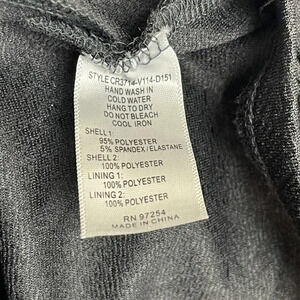 STYLE CR3714-V114-D151
HAND WASH IN
COLD WATER
HANG TO DRY
DO NOT BLEACH
COOL IRON
SHELL 1:
95% POLYESTER
5% SPANDEX/ELASTANE
SHELL 2:
100% POLYESTER
LINING 1:
100% POLYESTER
LINING 2:
100% POLYESTER
RN 97254
MADE IN CHINA